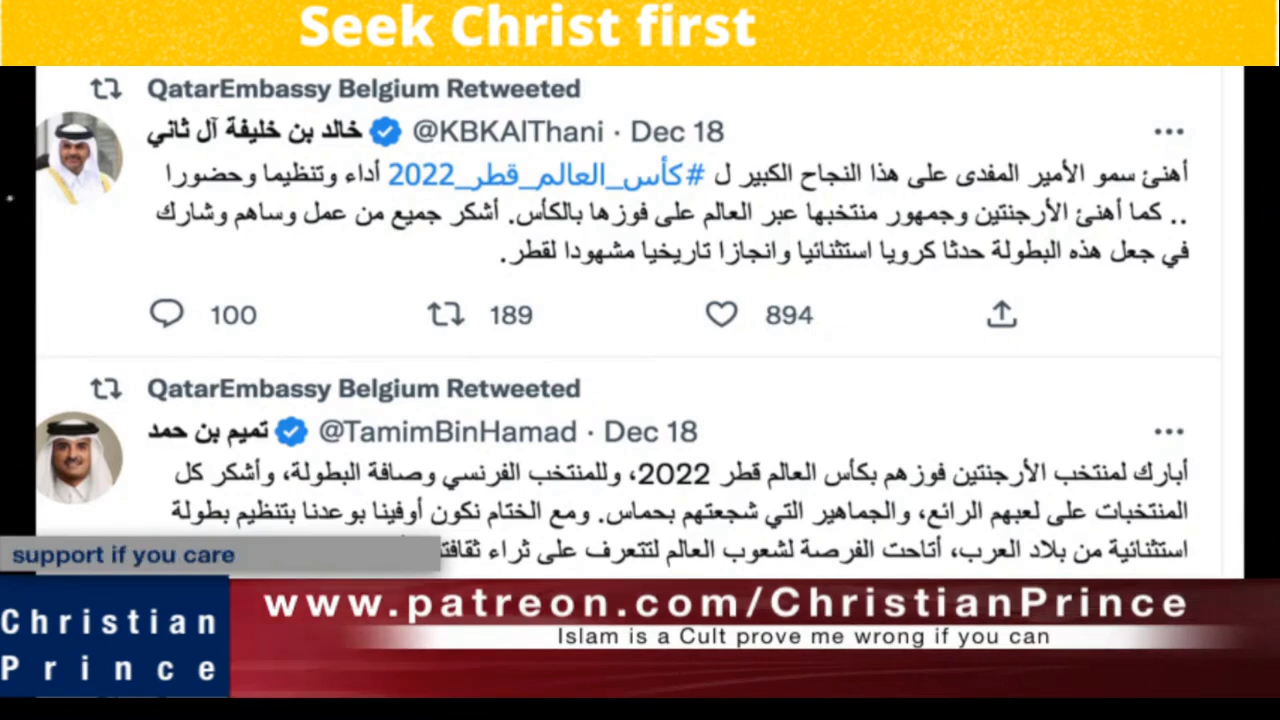 Seek Christ first
QatarEmbassy Belgium Retweeted
خالد بن خليفة آل ثاني @KBKAlThani · Dec 18
أهنئ سمو الأمير المفدى على هذا النجاح الكبير ل #كأس_العالم_قطر_2022 أداء وتنظيما وحضورا
.. كما أهنئ الأرجنتين وجمهور منتخبها عبر العالم على فوزها بالكأس. أشكر جميع من عمل وساهم وشارك
في جعل هذه البطولة حدثا كرويا استثنائيا وانجازا تاريخيا مشهودا لقطر.
100 189 894
QatarEmbassy Belgium Retweeted
تميم بن حمد @TamimBinHamad · Dec 18
أبارك لمنتخب الأرجنتين فوزهم بكأس العالم قطر 2022، وللمنتخب الفرنسي وصافة البطولة، وأشكر كل
المنتخبات على لعبهم الرائع، والجماهير التي شجعتهم بحماس. ومع الختام نكون أوفينا بوعدنا بتنظيم بطولة
استثنائية من بلاد العرب، أتاحت الفرصة لشعوب العالم لتتعرف على ثراء
support if you care
Christian
Prince
www.patreon.com/ChristianPrince
Islam is a Cult prove me wrong if you can